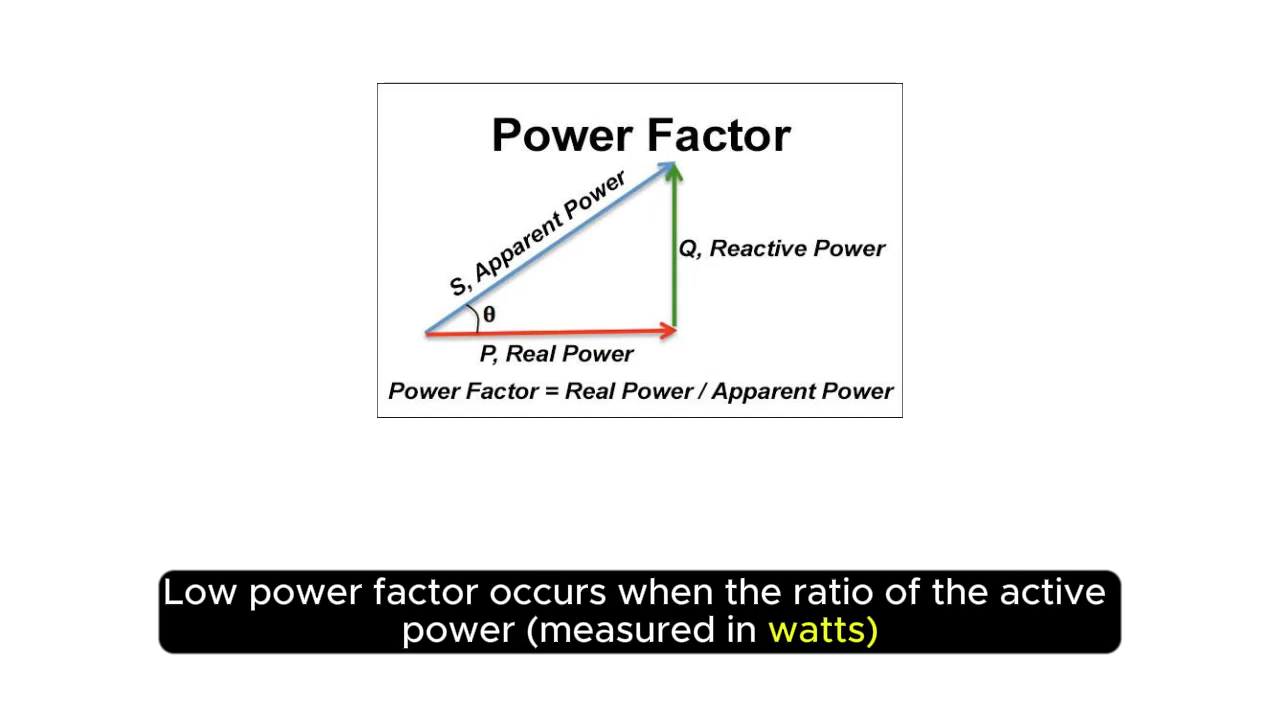 Power Factor
S, Apparent Power
Q, Reactive Power
θ
P, Real Power
Power Factor = Real Power / Apparent Power
Low power factor occurs when the ratio of the active
power (measured in watts)